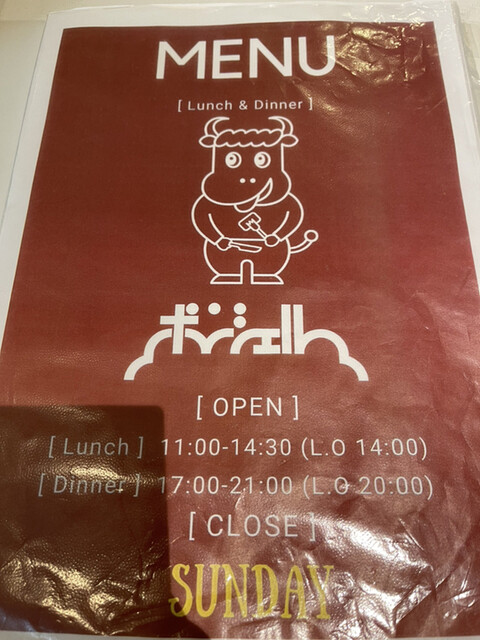 MENU
[ Lunch & Dinner ]
[ OPEN ]
[ Lunch ] 11:00-14:30 (L.O 14:00)
[ Dinner ] 17:00-21:00 (L.O 20:00)
[ CLOSE ]
SUNDAY